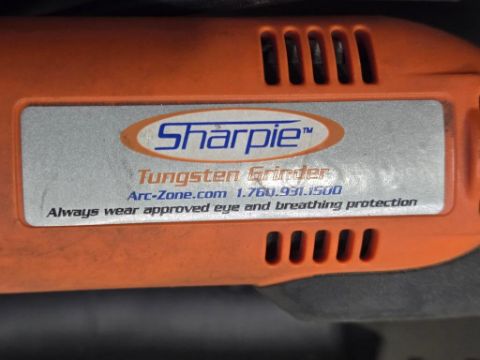 Sharpie™
Tungsten Grinder
Arc-Zone.com 1.760.931.1500
Always wear approved eye and breathing protection